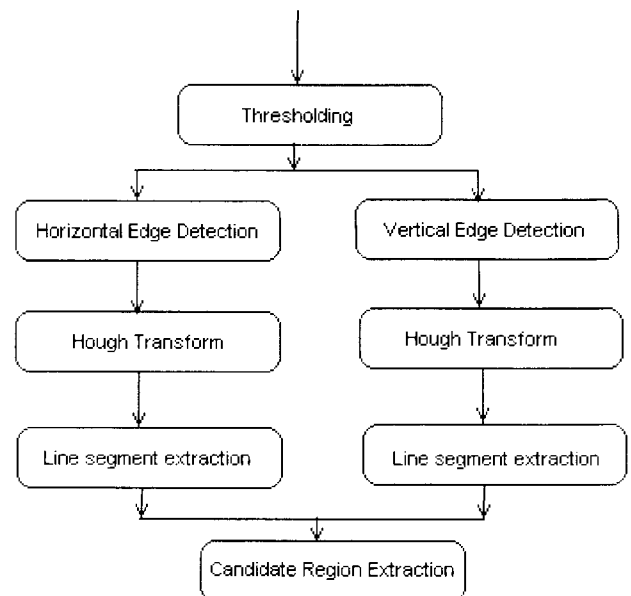 Thresholding
Horizontal Edge Detection
Vertical Edge Detection
Hough Transform
Hough Transform
Line segment extraction
Line segment extraction
Candidate Region Extraction